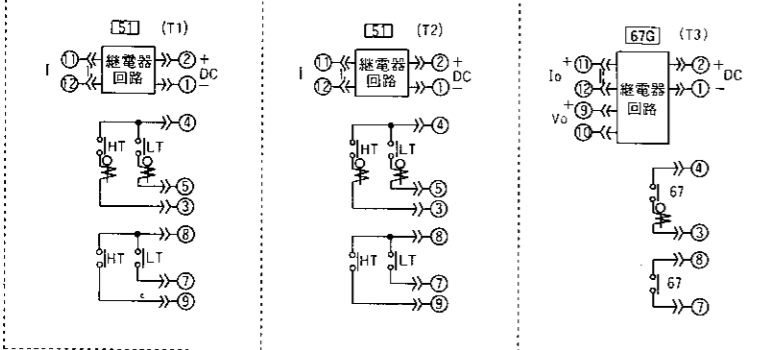 51 (T1)
I
⑪ 継電器 ② +
⑫ 回路 ① − DC
④
HT LT
⑤
③
⑧
HT LT
⑦
⑨
51 (T2)
I
⑪ 継電器 ② +
⑫ 回路 ① − DC
④
HT LT
⑤
③
⑧
HT LT
⑦
⑨
67G (T3)
Io + ⑪ ② + DC
⑫ 継電器 ① −
Vo + ⑨ 回路
⑩
④
67
③
⑧
67
⑦